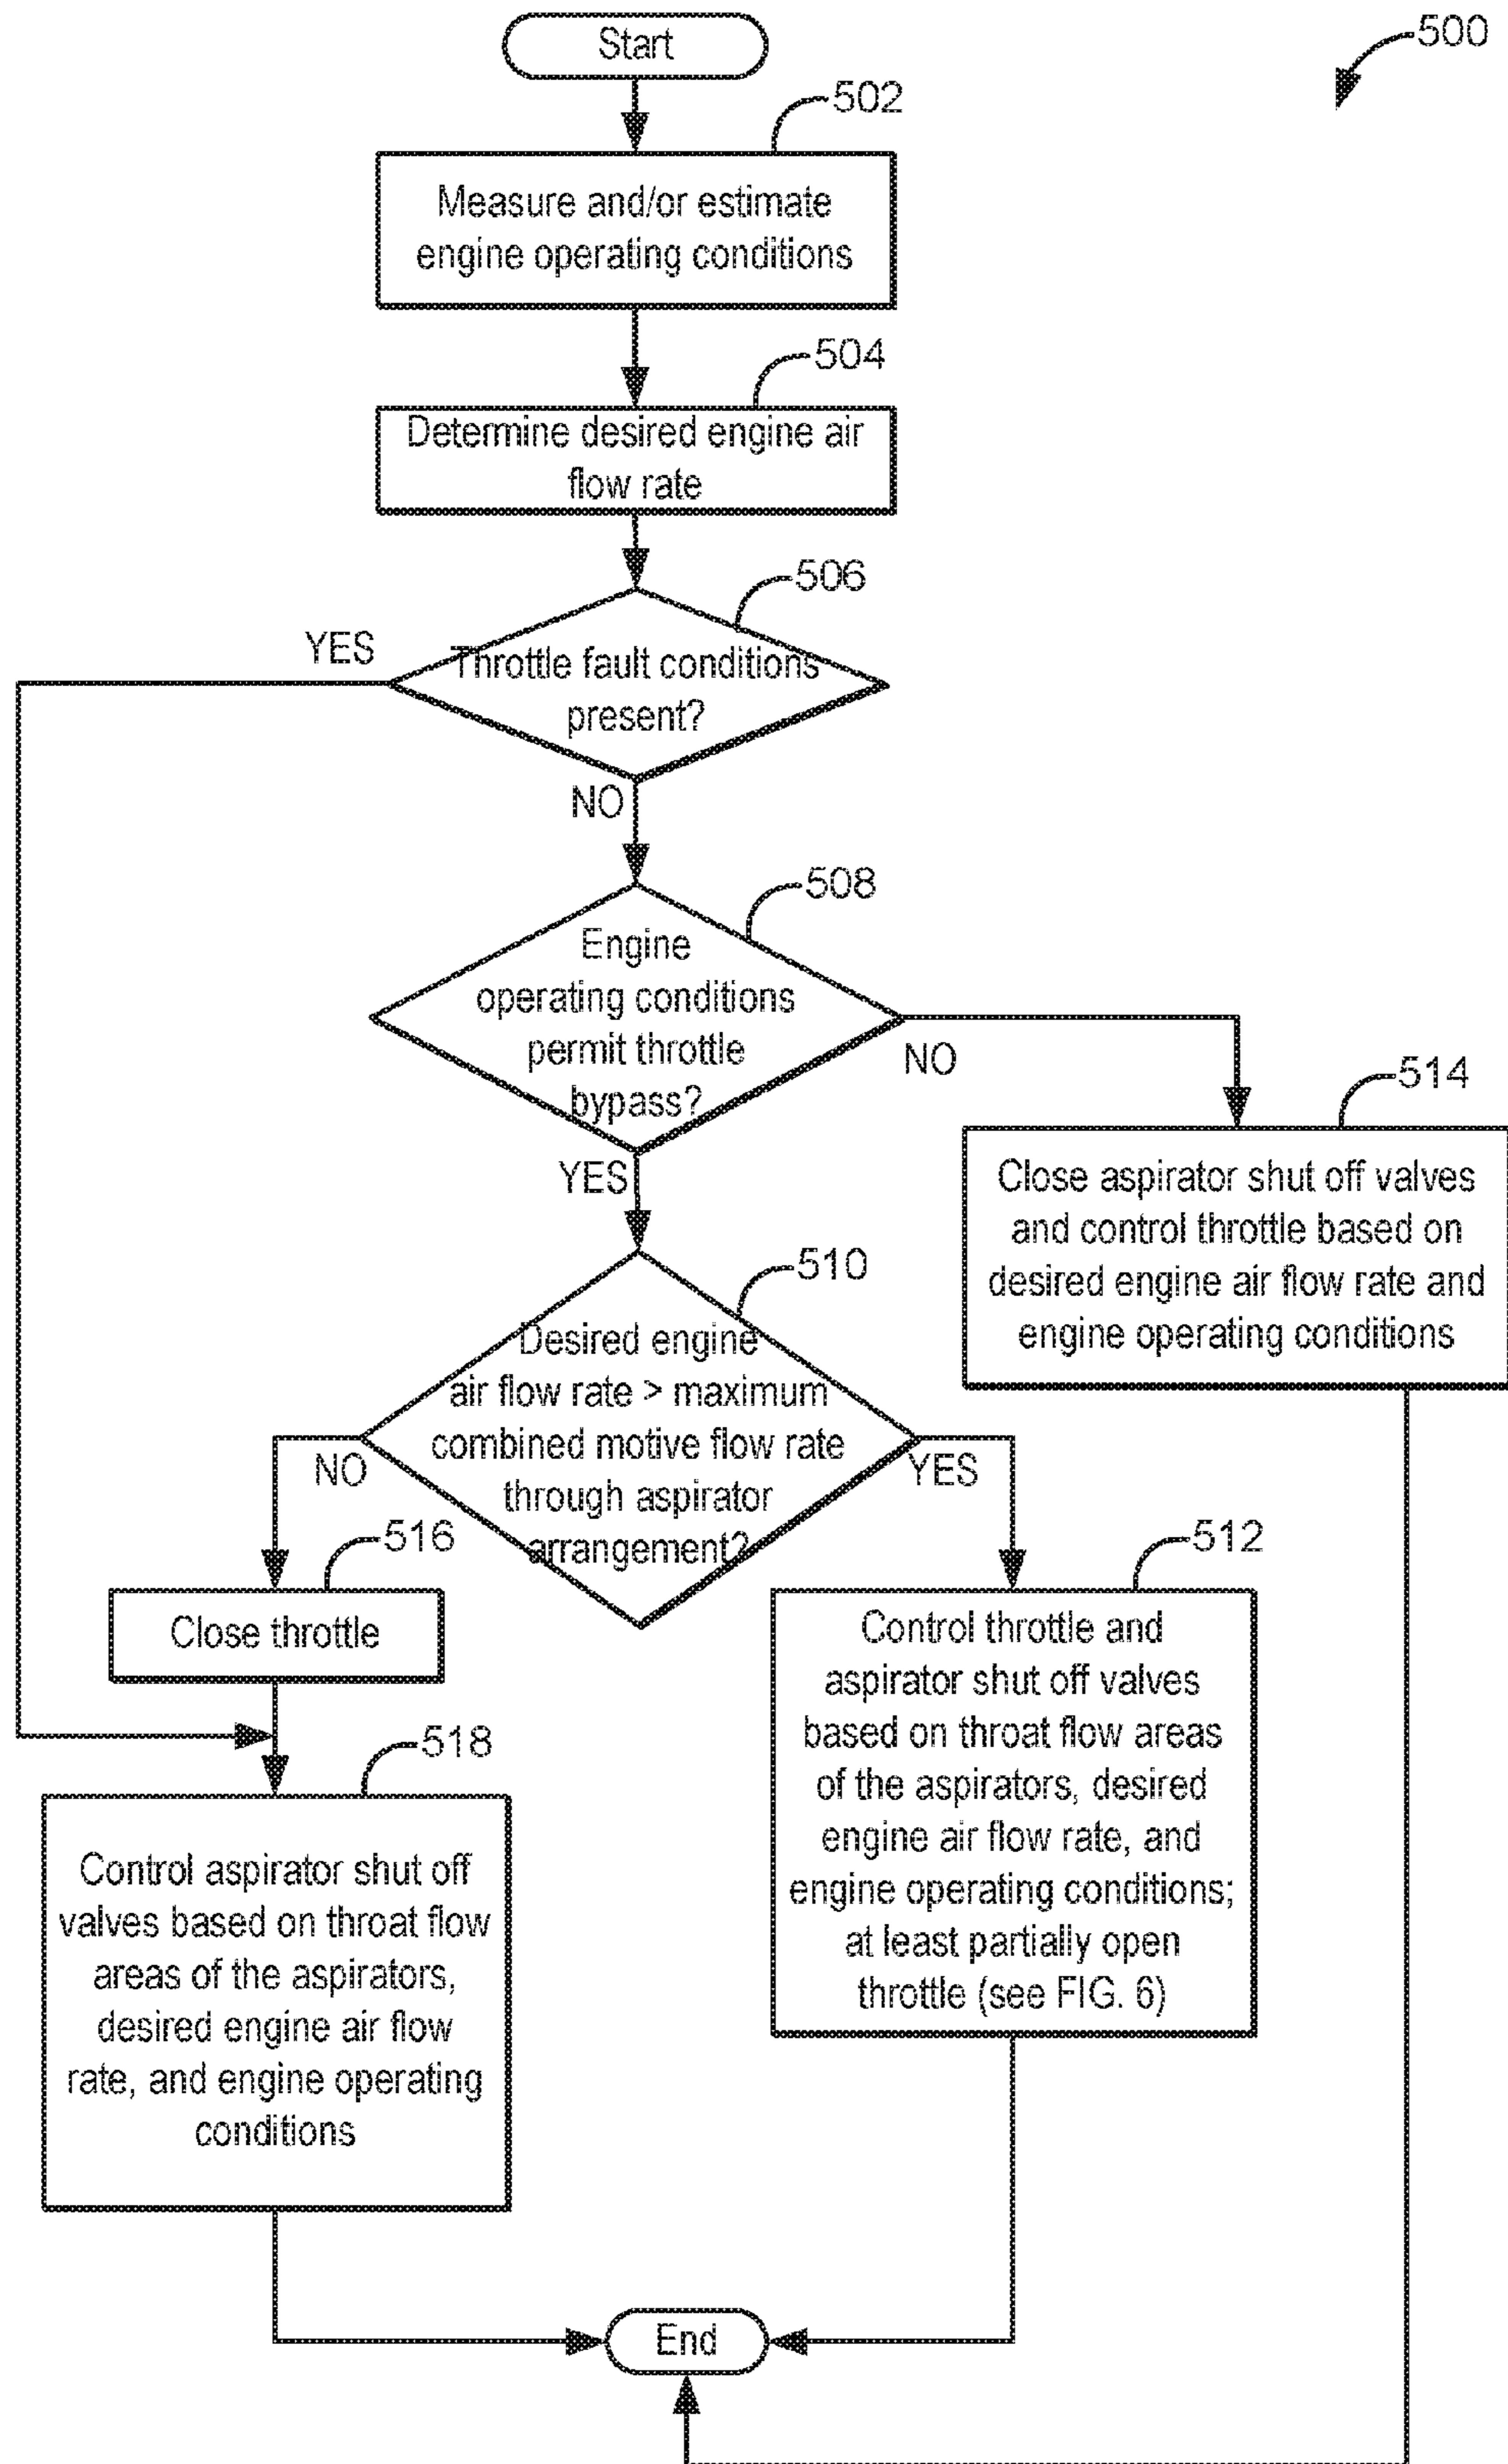 Start
500
502
Measure and/or estimate
engine operating conditions
504
Determine desired engine air
flow rate
506
YES
Throttle fault conditions
present?
NO
508
Engine
operating conditions
permit throttle
bypass?
NO
YES
514
Close aspirator shut off valves
and control throttle based on
desired engine air flow rate and
engine operating conditions
510
Desired engine
air flow rate > maximum
combined motive flow rate
through aspirator
arrangement?
NO
YES
516
Close throttle
512
Control throttle and
aspirator shut off valves
based on throat flow areas
of the aspirators, desired
engine air flow rate, and
engine operating conditions;
at least partially open
throttle (see FIG. 6)
518
Control aspirator shut off
valves based on throat flow
areas of the aspirators,
desired engine air flow
rate, and engine operating
conditions
End